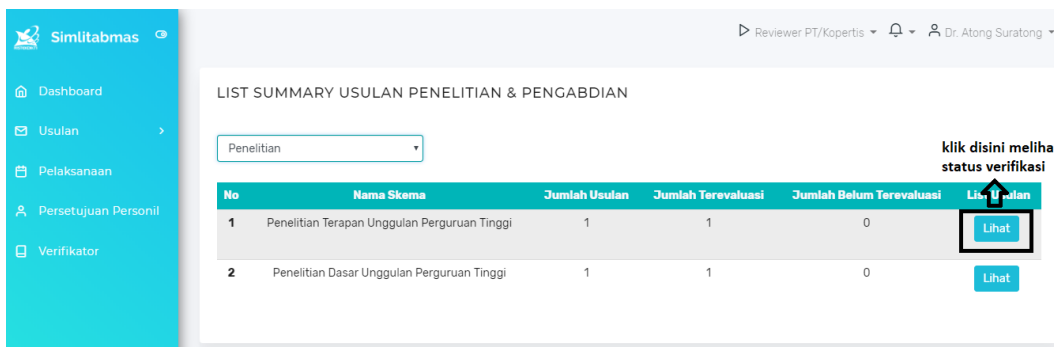 Simlitabmas
Reviewer PT/Kopertis
Dr. Atong Suratong
Dashboard
Usulan
Pelaksanaan
Persetujuan Personil
Verifikator
LIST SUMMARY USULAN PENELITIAN & PENGABDIAN
Penelitian
klik disini meliha
status verifikasi
No Nama Skema Jumlah Usulan Jumlah Terevaluasi Jumlah Belum Terevaluasi
1 Penelitian Terapan Unggulan Perguruan Tinggi 1 1 0 Lihat
2 Penelitian Dasar Unggulan Perguruan Tinggi 1 1 0 Lihat